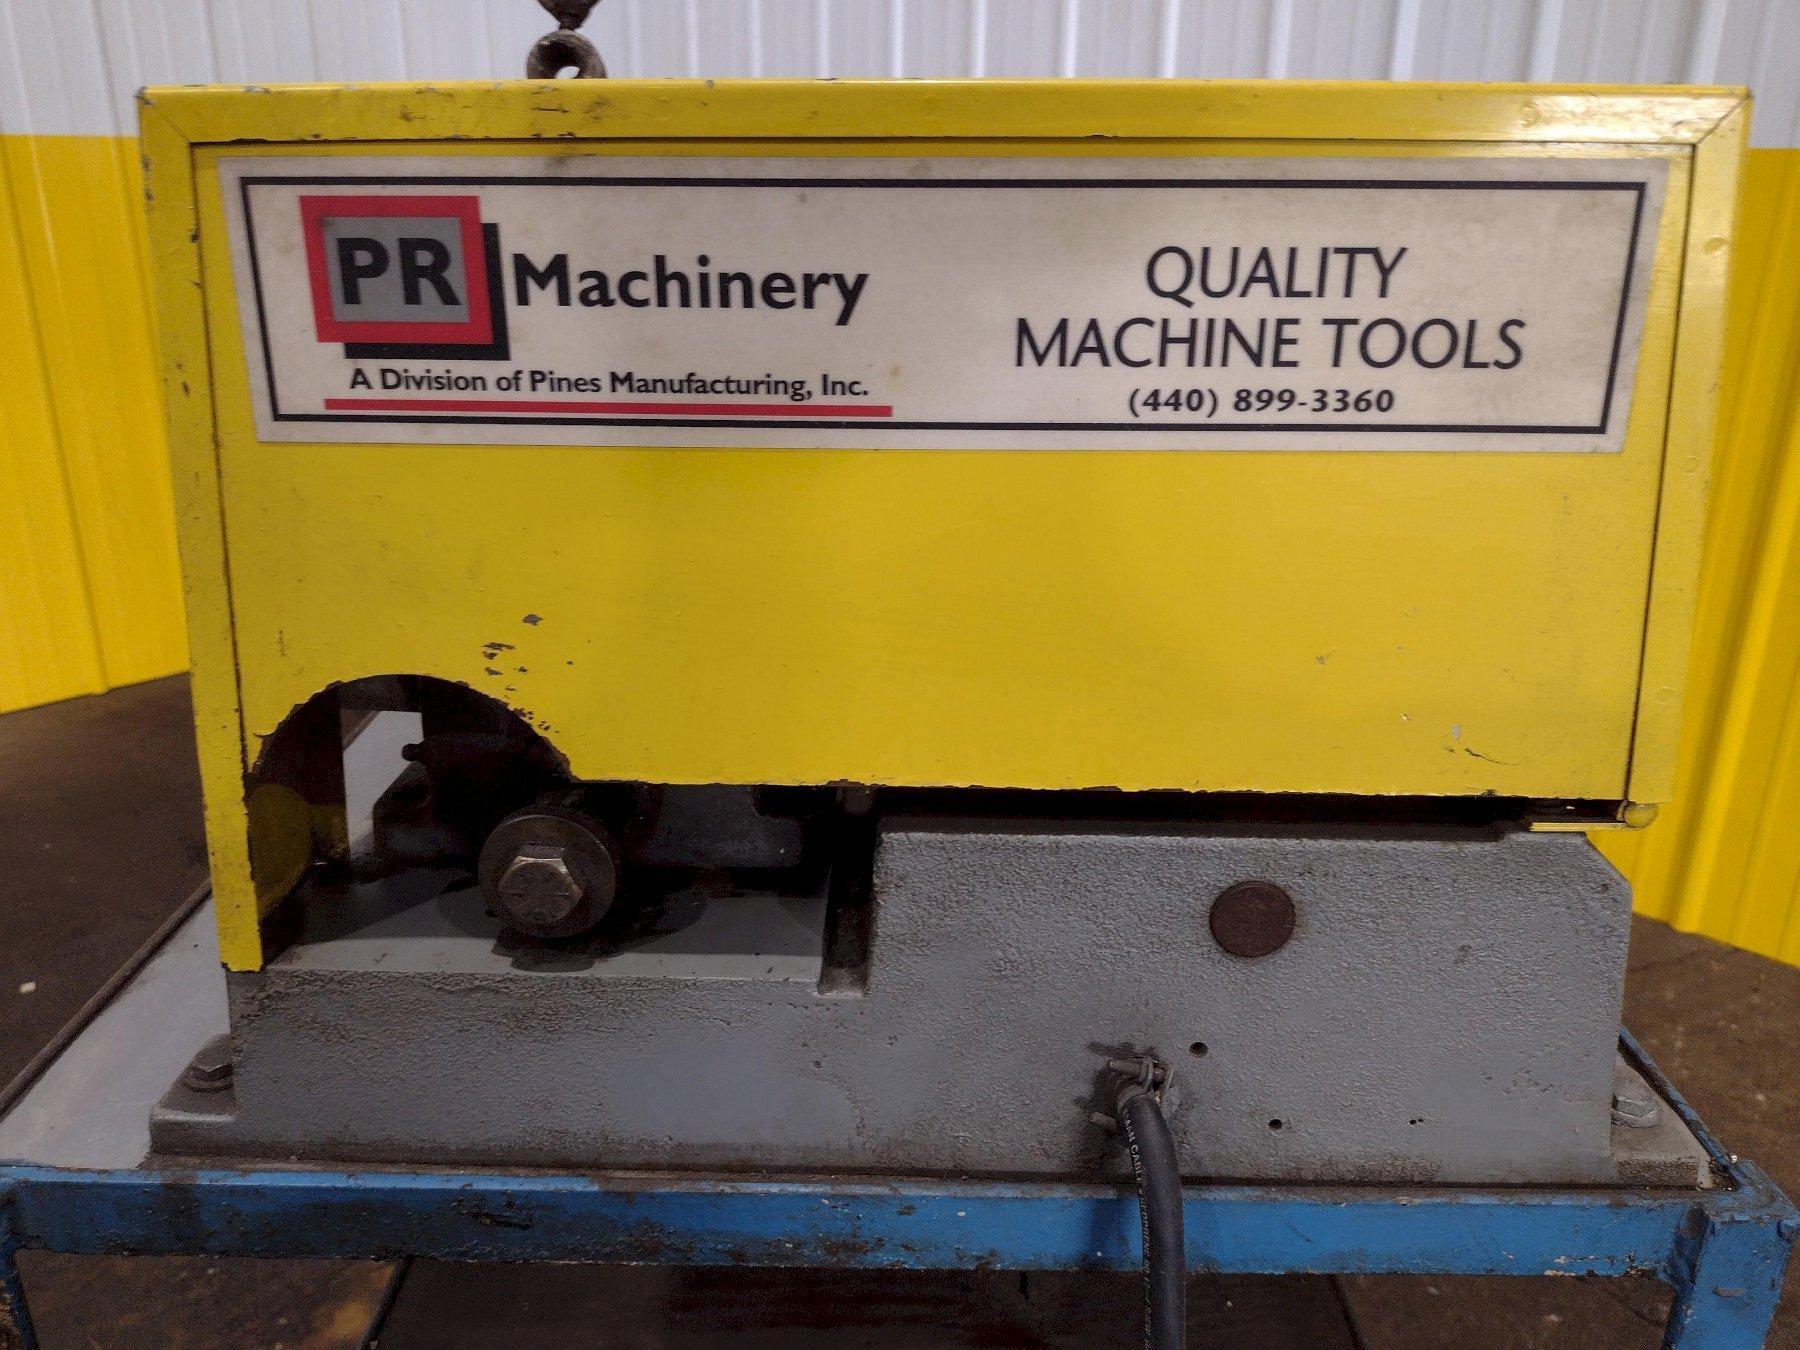 PR Machinery
A Division of Pines Manufacturing, Inc.
QUALITY
MACHINE TOOLS
(440) 899-3360